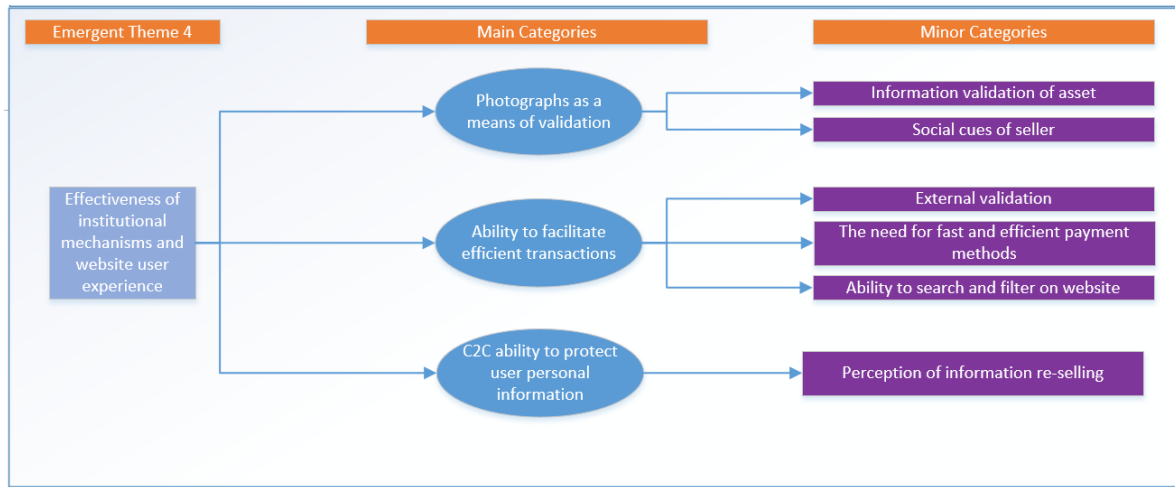 Emergent Theme 4
Main Categories
Minor Categories
Effectiveness of
institutional
mechanisms and
website user
experience
Photographs as a
means of validation
Information validation of asset
Social cues of seller
Ability to facilitate
efficient transactions
External validation
The need for fast and efficient payment
methods
Ability to search and filter on website
C2C ability to protect
user personal
information
Perception of information re-selling